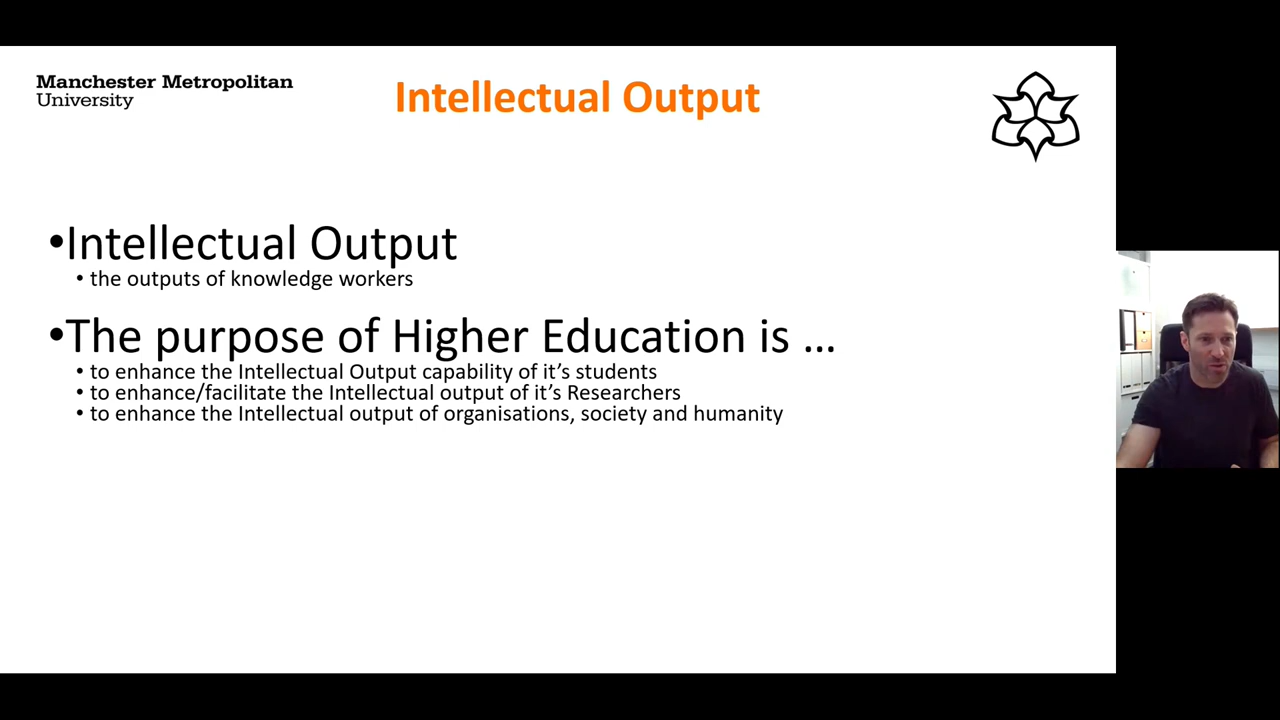 Manchester Metropolitan
University
Intellectual Output
•Intellectual Output
• the outputs of knowledge workers
•The purpose of Higher Education is ...
• to enhance the Intellectual Output capability of it’s students
• to enhance/facilitate the Intellectual output of it’s Researchers
• to enhance the Intellectual output of organisations, society and humanity